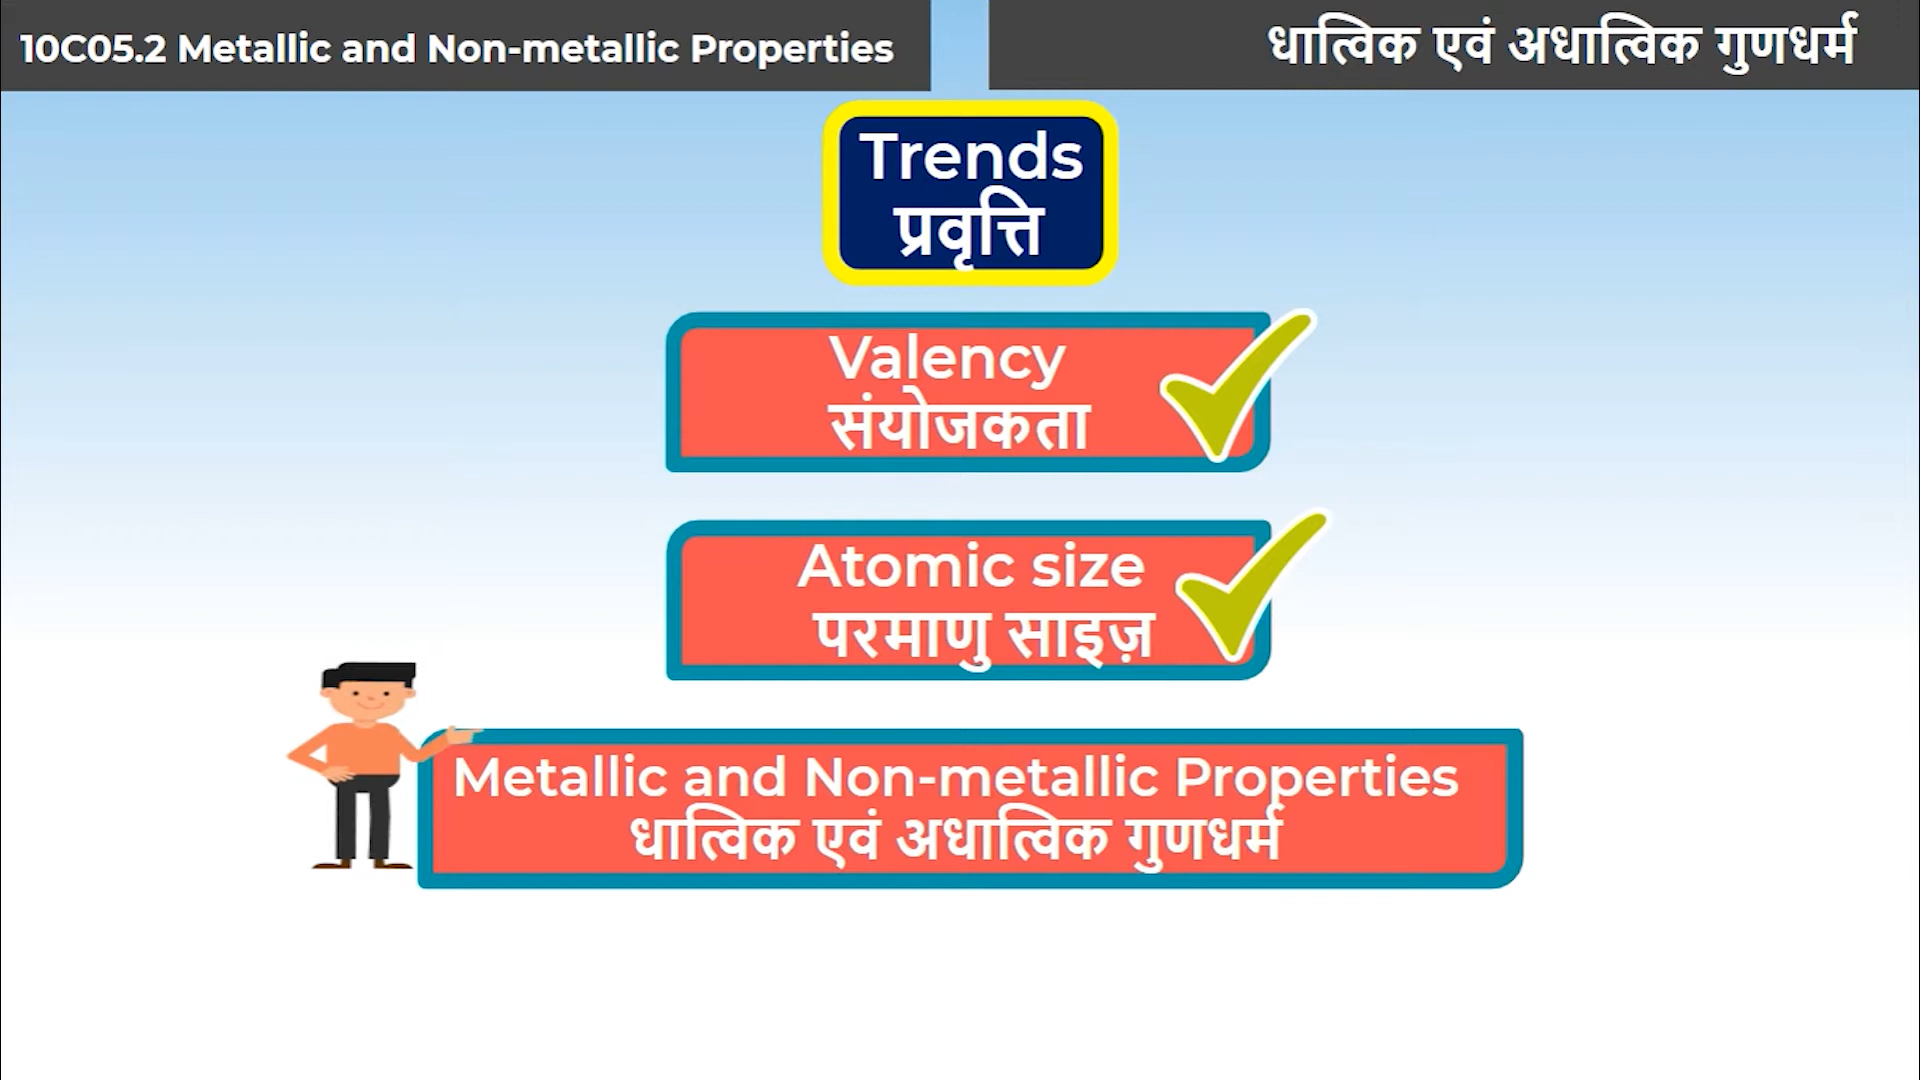 10C05.2 Metallic and Non-metallic Properties
धात्विक एवं अधात्विक गुणधर्म
Trends
प्रवृत्ति
Valency
संयोजकता
Atomic size
परमाणु साइज़
Metallic and Non-metallic Properties
धात्विक एवं अधात्विक गुणधर्म